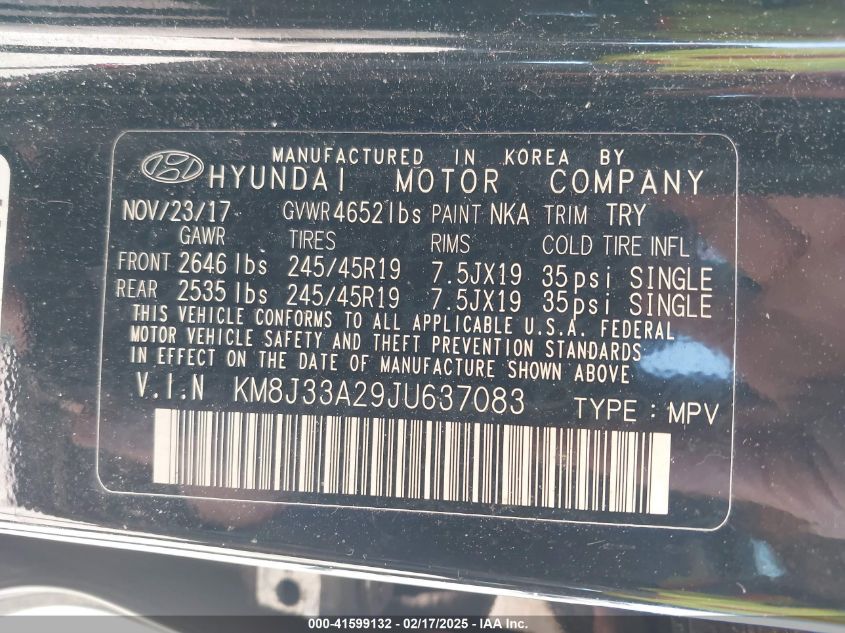 MANUFACTURED IN KOREA BY
HYUNDAI MOTOR COMPANY
NOV/23/17 GVWR 4652 lbs PAINT NKA TRIM TRY
GAWR TIRES RIMS COLD TIRE INFL
FRONT 2646 lbs 245/45R19 7.5JX19 35psi SINGLE
REAR 2535 lbs 245/45R19 7.5JX19 35psi SINGLE
THIS VEHICLE CONFORMS TO ALL APPLICABLE U.S.A. FEDERAL
MOTOR VEHICLE SAFETY AND THEFT PREVENTION STANDARDS
IN EFFECT ON THE DATE OF MANUFACTURE SHOWN ABOVE
V.I.N KM8J33A29JU637083 TYPE : MPV
000-41599132 - 02/17/2025 - IAA Inc.